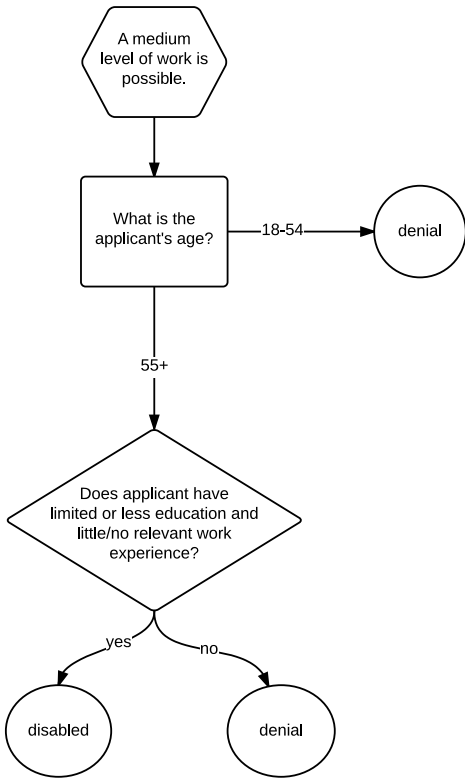 A medium
level of work is
possible.
What is the
applicant's age?
18-54
denial
55+
Does applicant have
limited or less education and
little/no relevant work
experience?
yes
no
disabled
denial